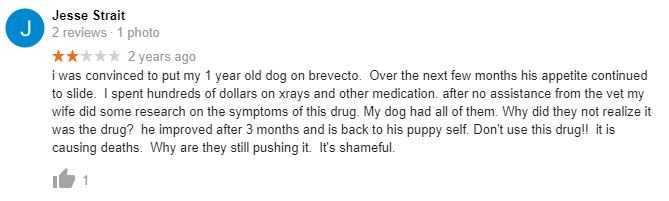 J
Jesse Strait
2 reviews · 1 photo
2 years ago
i was convinced to put my 1 year old dog on brevecto.  Over the next few months his appetite continued
to slide.  I spent hundreds of dollars on xrays and other medication. after no assistance from the vet my
wife did some research on the symptoms of this drug. My dog had all of them. Why did they not realize it
was the drug?  he improved after 3 months and is back to his puppy self. Don't use this drug!!  it is
causing deaths.  Why are they still pushing it.  It's shameful.
1